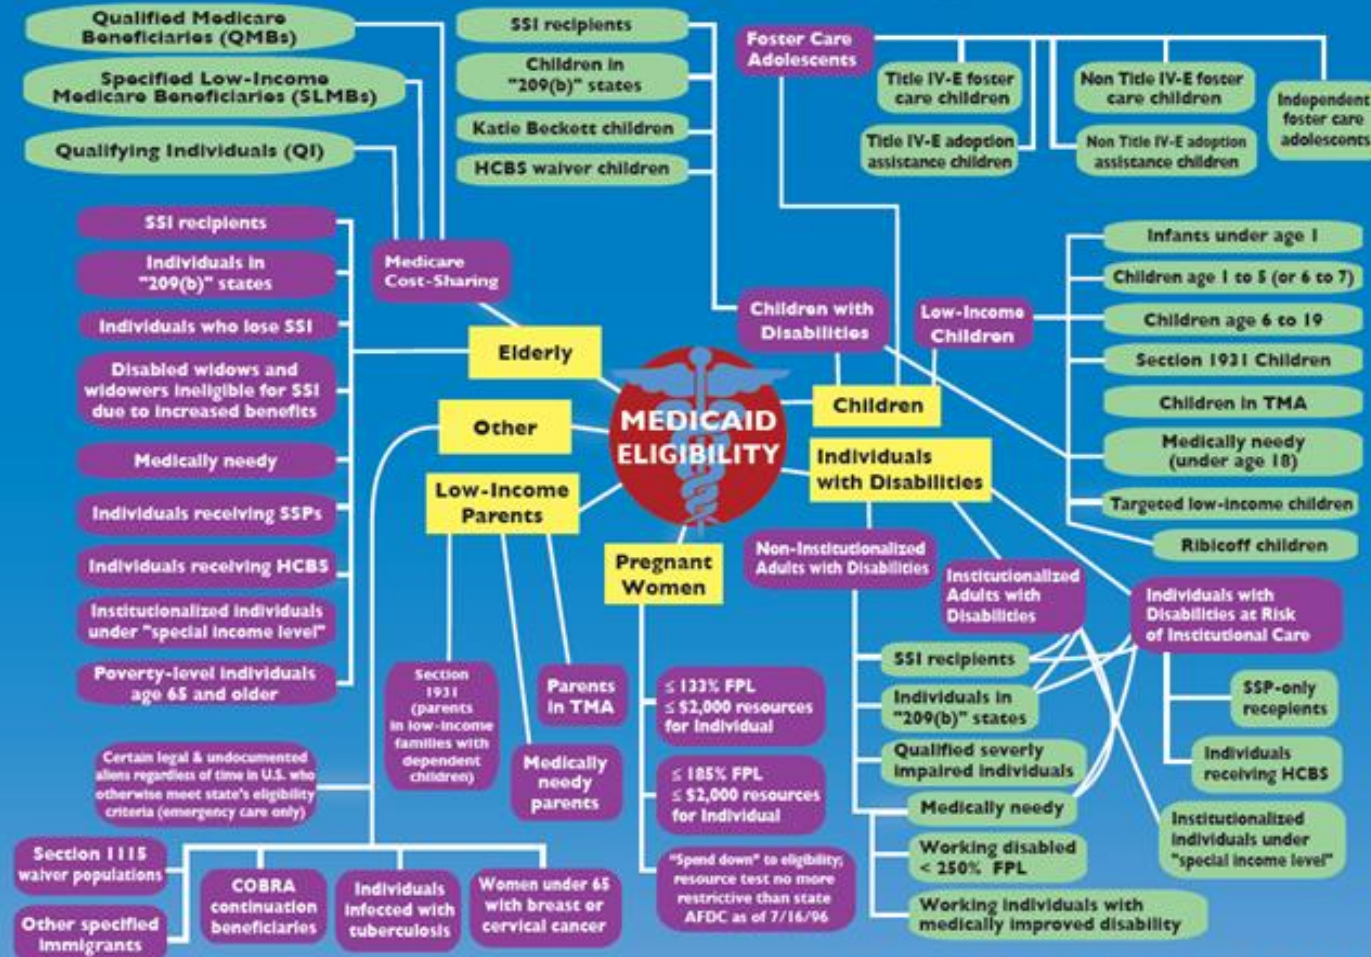 Qualified Medicare
Beneficiaries (QMBs)
Specified Low-Income
Medicare Beneficiaries (SLMBs)
Qualifying Individuals (QI)
SSI recipients
Children in
"209(b)" states
Katie Beckett children
HCBS waiver children
Foster Care
Adolescents
Title IV-E foster
care children
Title IV-E adoption
assistance children
Non Title IV-E foster
care children
Non Title IV-E adoption
assistance children
Independent
foster care
adolescents
SSI recipients
Individuals in
"209(b)" states
Individuals who lose SSI
Disabled widows and
widowers ineligible for SSI
due to increased benefits
Medically needy
Individuals receiving SSPs
Individuals receiving HCBS
Institutionalized individuals
under "special income level"
Poverty-level individuals
age 65 and older
Medicare
Cost-Sharing
Elderly
Other
Low-Income
Parents
MEDICAID
ELIGIBILITY
Pregnant
Women
Children with
Disabilities
Low-Income
Children
Children
Individuals
with Disabilities
Infants under age 1
Children age 1 to 5 (or 6 to 7)
Children age 6 to 19
Section 1931 Children
Children in TMA
Medically needy
(under age 18)
Targeted low-income children
Ribicoff children
Non-Institutionalized
Adults with Disabilities
Institutionalized
Adults with
Disabilities
Individuals with
Disabilities at Risk
of Institutional Care
SSI recipients
Individuals in
"209(b)" states
Qualified severly
impaired individuals
Medically needy
Working disabled
< 250% FPL
Working individuals with
medically improved disability
SSP-only
recepients
Individuals
receiving HCBS
Institutionalized
individuals under
"special income level"
Section
1931
(parents
in low-income
families with
dependent
children)
Parents
in TMA
Medically
needy
parents
≤ 133% FPL
≤ $2,000 resources
for Individual
≤ 185% FPL
≤ $2,000 resources
for Individual
"Spend down" to eligibility;
resource test no more
restrictive than state
AFDC as of 7/16/96
Certain legal & undocumented
aliens regardless of time in U.S. who
otherwise meet state's eligibility
criteria (emergency care only)
Section 1115
waiver populations
Other specified
immigrants
COBRA
continuation
beneficiaries
Individuals
infected with
tuberculosis
Women under 65
with breast or
cervical cancer